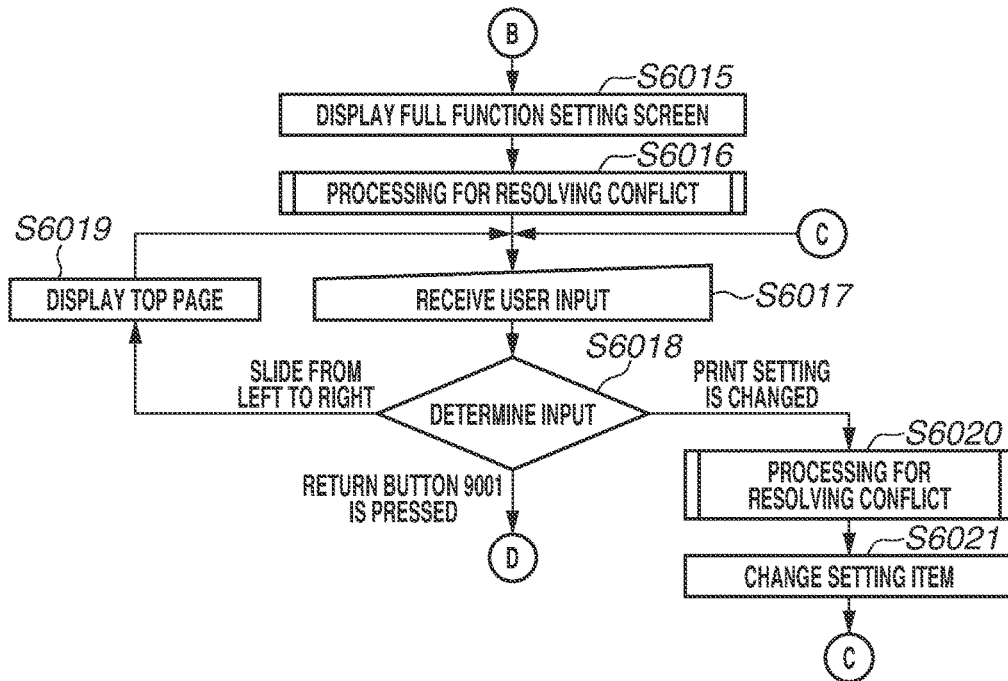 B
S6015
DISPLAY FULL FUNCTION SETTING SCREEN
S6016
PROCESSING FOR RESOLVING CONFLICT
S6019
C
DISPLAY TOP PAGE
RECEIVE USER INPUT
S6017
S6018
SLIDE FROM
LEFT TO RIGHT
DETERMINE INPUT
PRINT SETTING
IS CHANGED
S6020
PROCESSING FOR
RESOLVING CONFLICT
RETURN BUTTON 9001
IS PRESSED
D
S6021
CHANGE SETTING ITEM
C